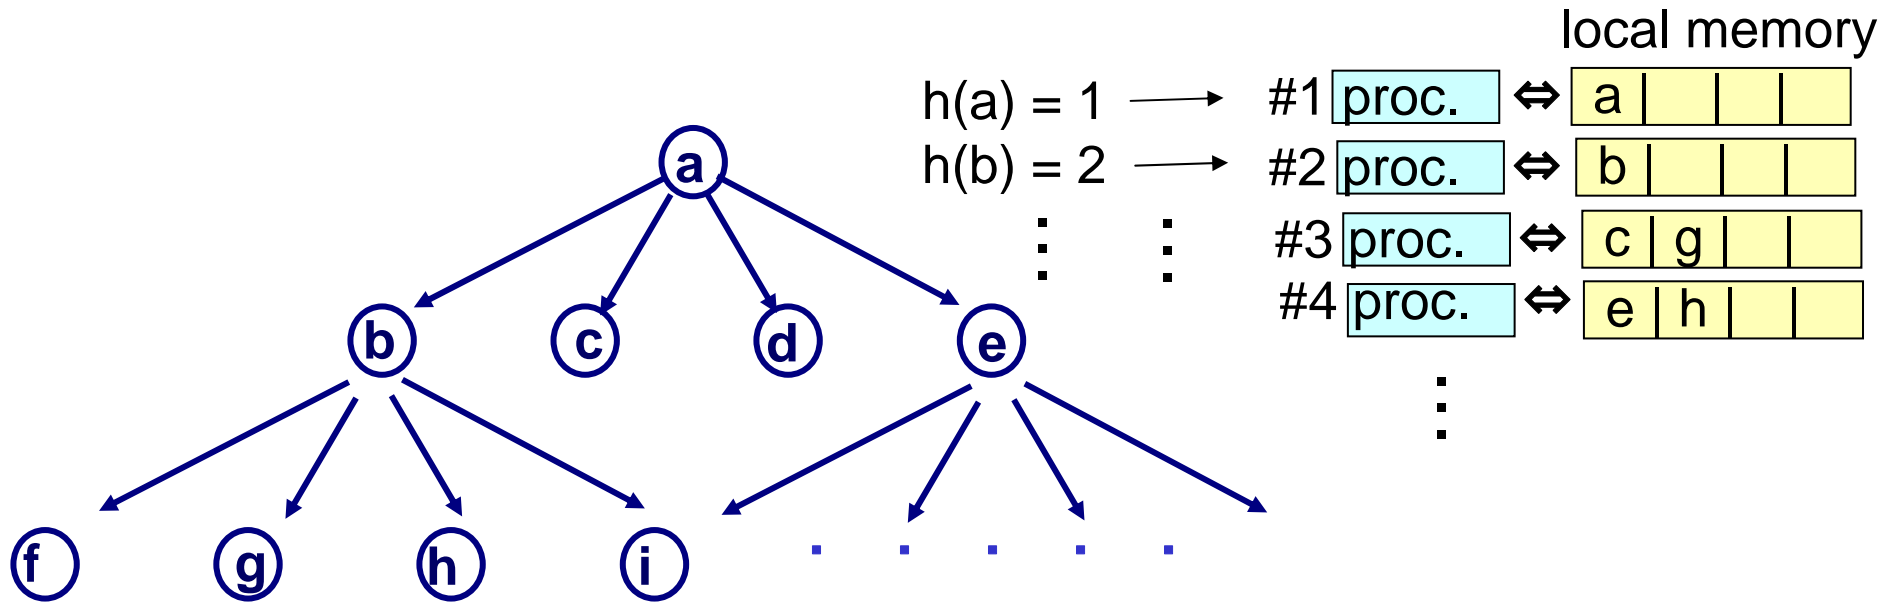 local memory
h(a) = 1 #1 proc. ⇔ a
h(b) = 2 #2 proc. ⇔ b
#3 proc. ⇔ c g
#4 proc. ⇔ e h
a
b c d e
f g h i